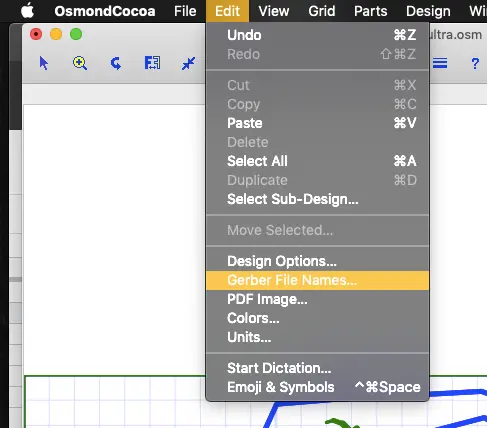 OsmondCocoa File Edit View Grid Parts Design
ultra.osm
Undo ⌘Z
Redo ⇧⌘Z
Cut ⌘X
Copy ⌘C
Paste ⌘V
Delete
Select All ⌘A
Duplicate ⌘D
Select Sub-Design...
Move Selected...
Design Options...
Gerber File Names...
PDF Image...
Colors...
Units...
Start Dictation...
Emoji & Symbols ^⌘Space